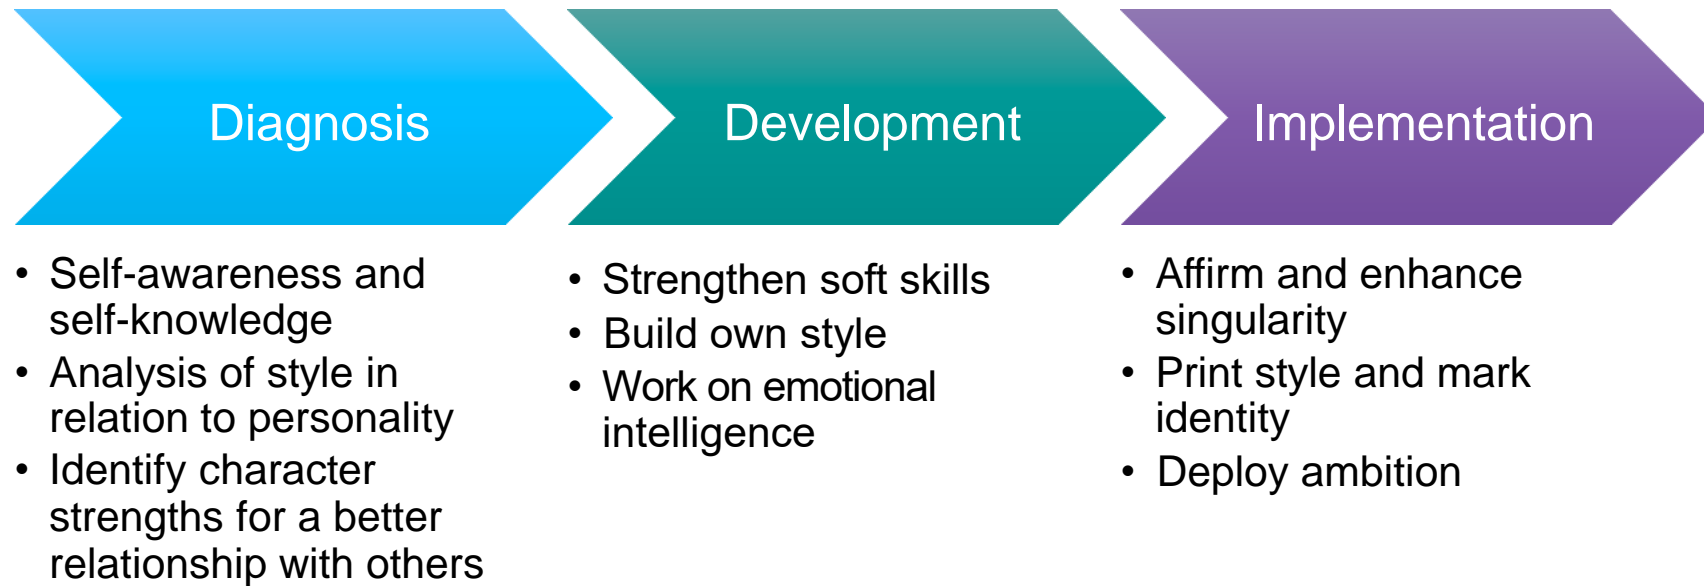 Diagnosis
• Self-awareness and
self-knowledge
• Analysis of style in
relation to personality
• Identify character
strengths for a better
relationship with others
Development
• Strengthen soft skills
• Build own style
• Work on emotional
intelligence
Implementation
• Affirm and enhance
singularity
• Print style and mark
identity
• Deploy ambition